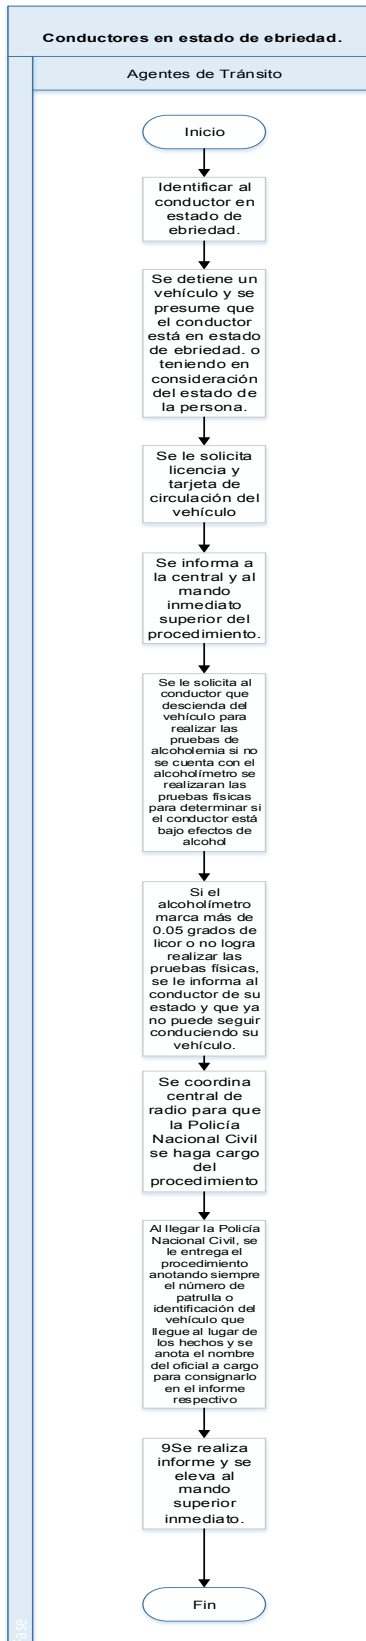 Conductores en estado de ebriedad.
Agentes de Tránsito
Inicio
Identificar al
conductor en
estado de
ebriedad.
Se detiene un
vehículo y se
presume que
el conductor
está en estado
de ebriedad. o
teniendo en
consideración
del estado de
la persona.
Se le solicita
licencia y
tarjeta de
circulación del
vehículo
Se informa a
la central y al
mando
inmediato
superior del
procedimiento.
Se le solicita al
conductor que
descienda del
vehículo para
realizar las
pruebas de
alcoholemia si no
se cuenta con el
alcoholímetro se
realizaran las
pruebas físicas
para determinar si
el conductor está
bajo efectos de
alcohol
Si el
alcoholímetro
marca más de
0.05 grados de
licor o no logra
realizar las
pruebas físicas,
se le informa al
conductor de su
estado y que ya
no puede seguir
conduciendo su
vehículo.
Se coordina
central de
radio para que
la Policía
Nacional Civil
se haga cargo
del
procedimiento
Al llegar la Policía
Nacional Civil, se
le entrega el
procedimiento
anotando siempre
el número de
patrulla o
identificación del
vehículo que
llegue al lugar de
los hechos y se
anota el nombre
del oficial a cargo
para consignarlo
en el informe
respectivo
9Se realiza
informe y se
eleva al
mando
superior
inmediato.
Fin